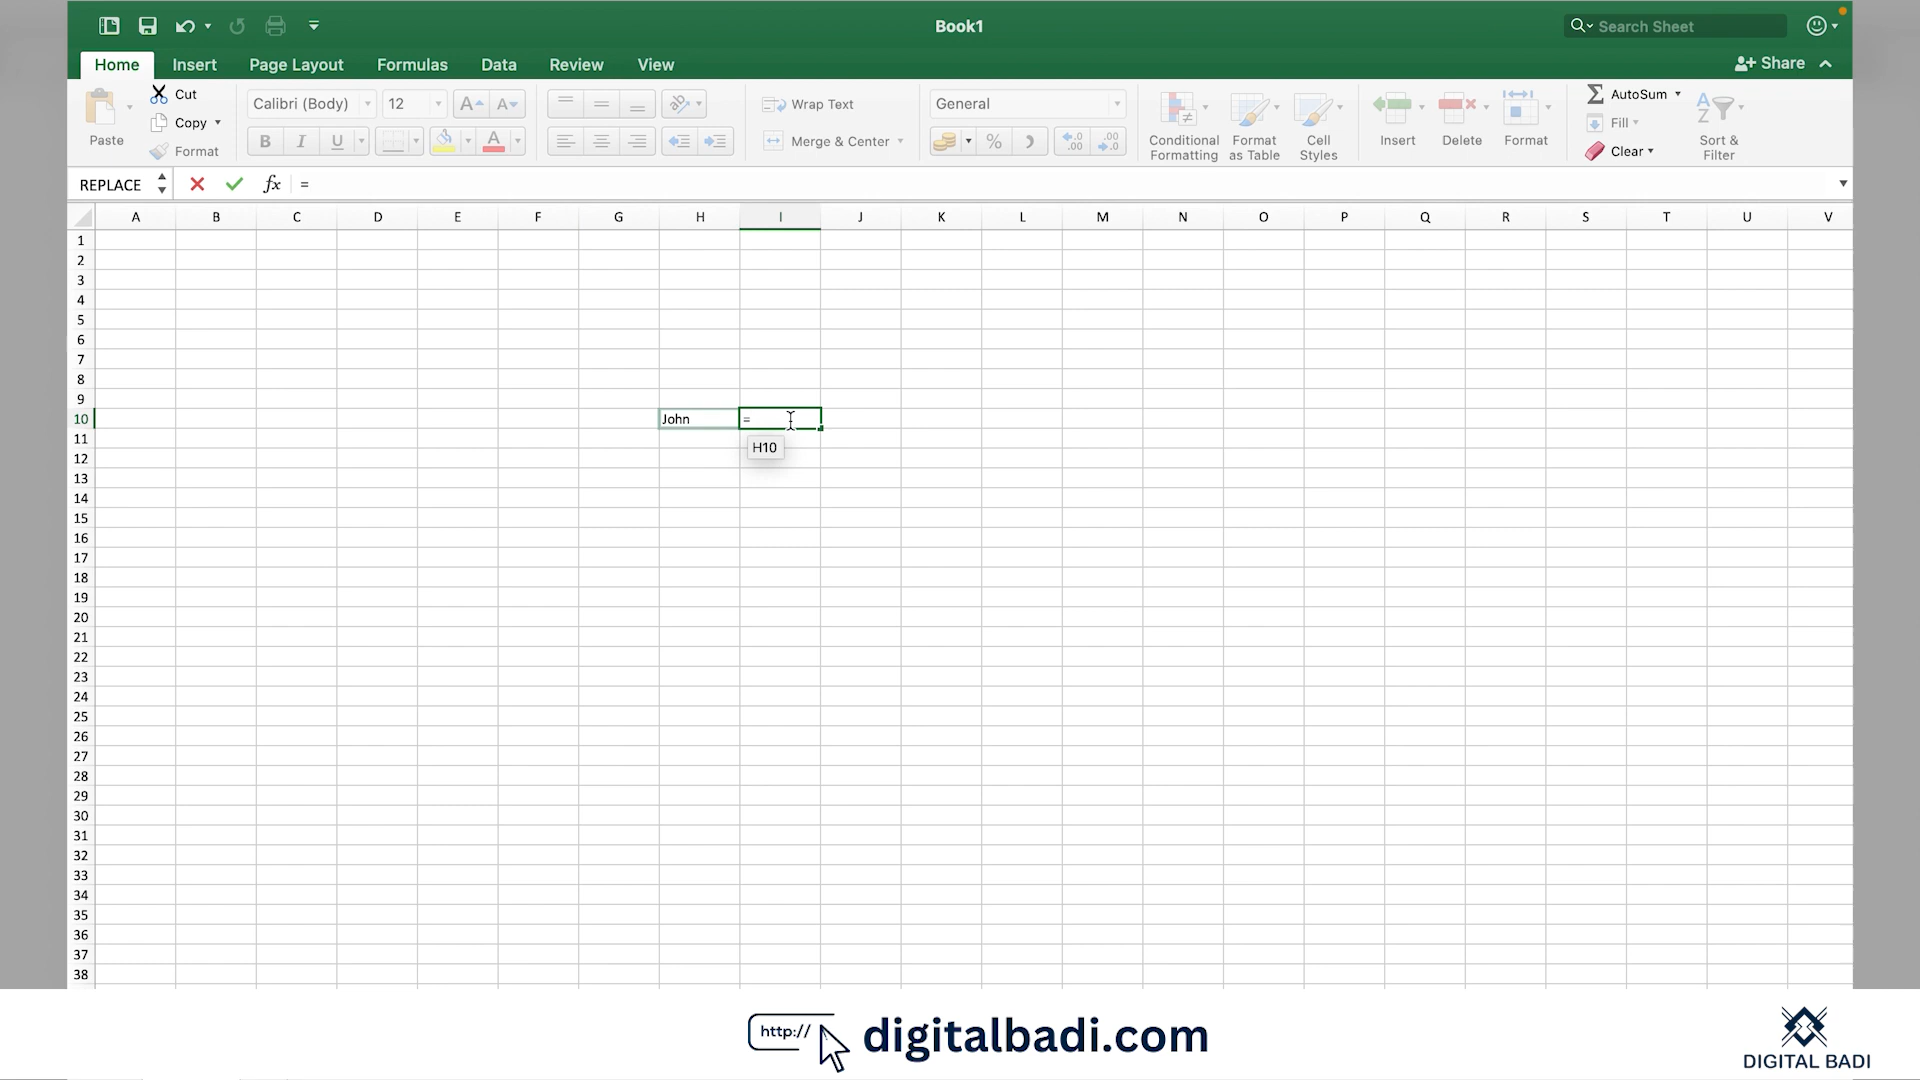 Book1
Search Sheet
Home Insert Page Layout Formulas Data Review View
Share
Paste
Cut
Copy
Format
Calibri (Body) 12
A A
B I U A
Wrap Text
Merge & Center
General
%
Conditional Formatting
Format as Table
Cell Styles
Insert
Delete
Format
AutoSum
Fill
Clear
Sort & Filter
REPLACE fx =
A B C D E F G H I J K L M N O P Q R S T U V
1
2
3
4
5
6
7
8
9
10 John =
H10
11
12
13
14
15
16
17
18
19
20
21
22
23
24
25
26
27
28
29
30
31
32
33
34
35
36
37
38
http:// digitalbadi.com
DIGITAL BADI